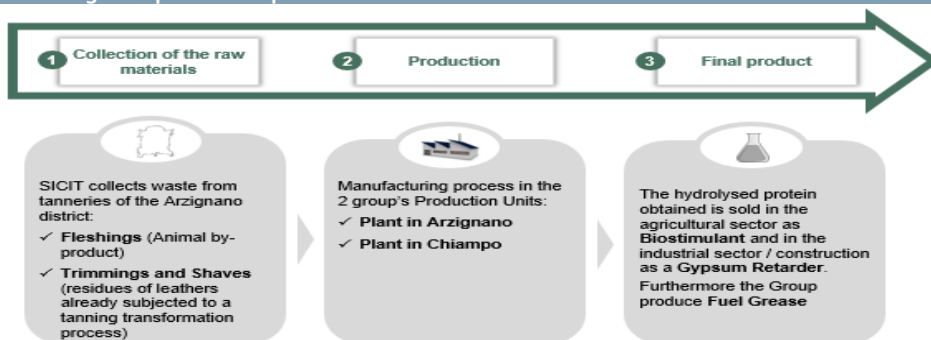 1
Collection of the raw
materials
2
Production
3
Final product
SICIT collects waste from
tanneries of the Arzignano
district:
✓ Fleshings (Animal by-
product)
✓ Trimmings and Shaves
(residues of leathers
already subjected to a
tanning transformation
process)
Manufacturing process in the
2 group's Production Units:
✓ Plant in Arzignano
✓ Plant in Chiampo
The hydrolysed protein
obtained is sold in the
agricultural sector as
Biostimulant and in the
industrial sector / construction
as a Gypsum Retarder.
Furthermore the Group
produce Fuel Grease